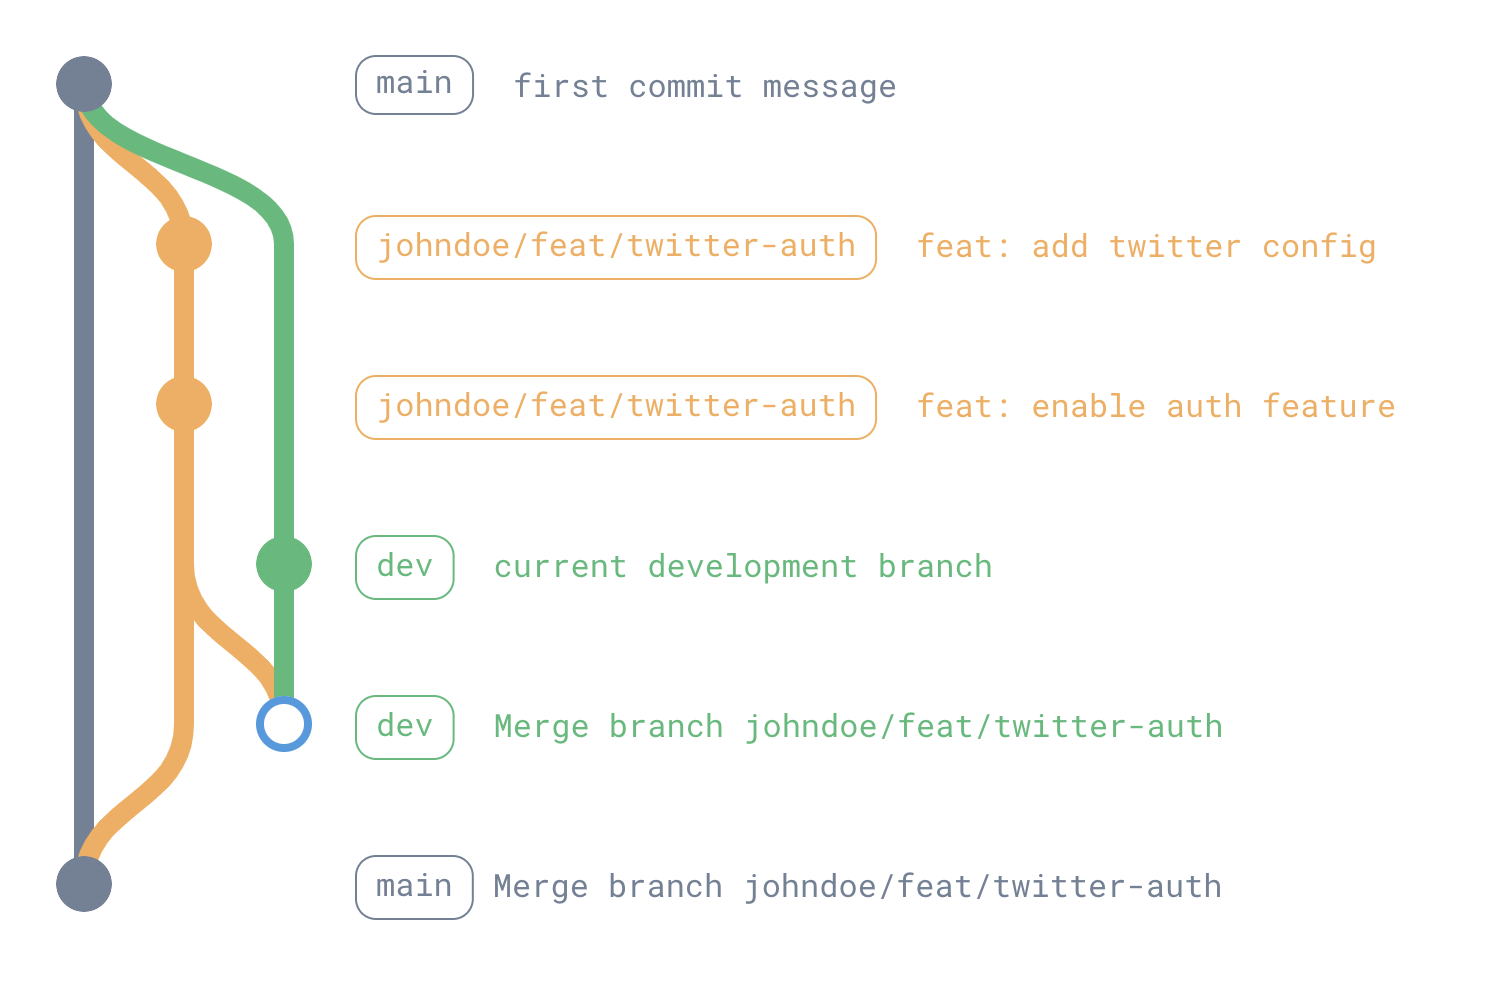 main first commit message
johndoe/feat/twitter-auth feat: add twitter config
johndoe/feat/twitter-auth feat: enable auth feature
dev current development branch
dev Merge branch johndoe/feat/twitter-auth
main Merge branch johndoe/feat/twitter-auth